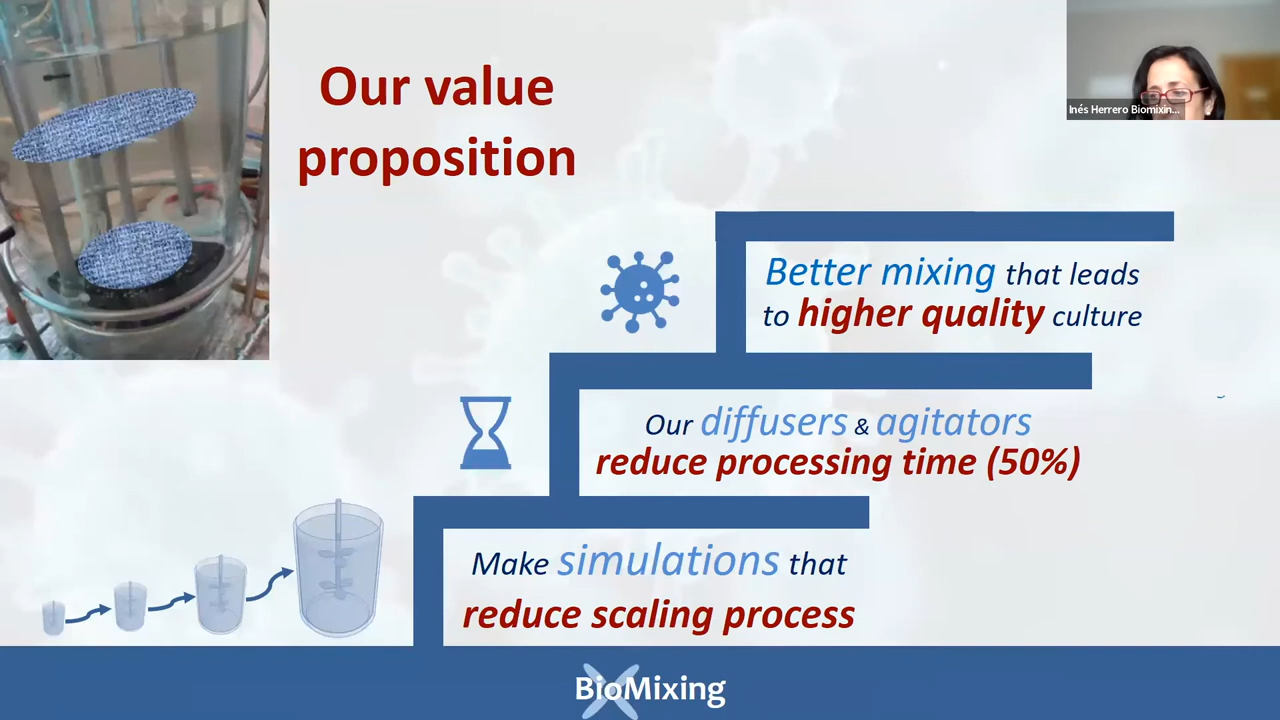 Our value
proposition
Inés Herrero Biomixin...
Better mixing that leads
to higher quality culture
Our diffusers & agitators
reduce processing time (50%)
Make simulations that
reduce scaling process
BioMixing